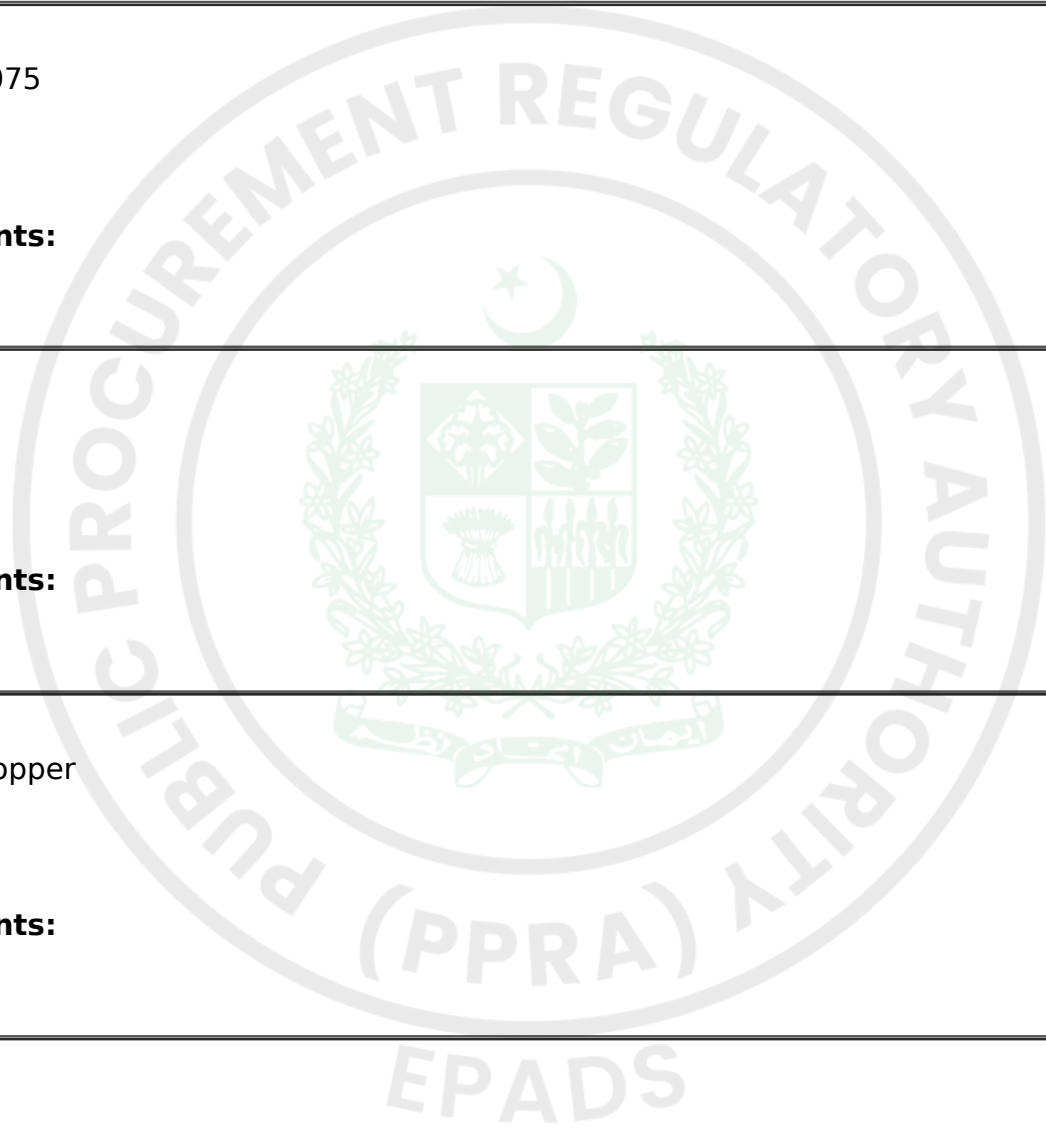 075
nts:
nts:
opper
nts:
PUBLIC PROCUREMENT REGULATORY AUTHORITY
(PPRA)
EPADS